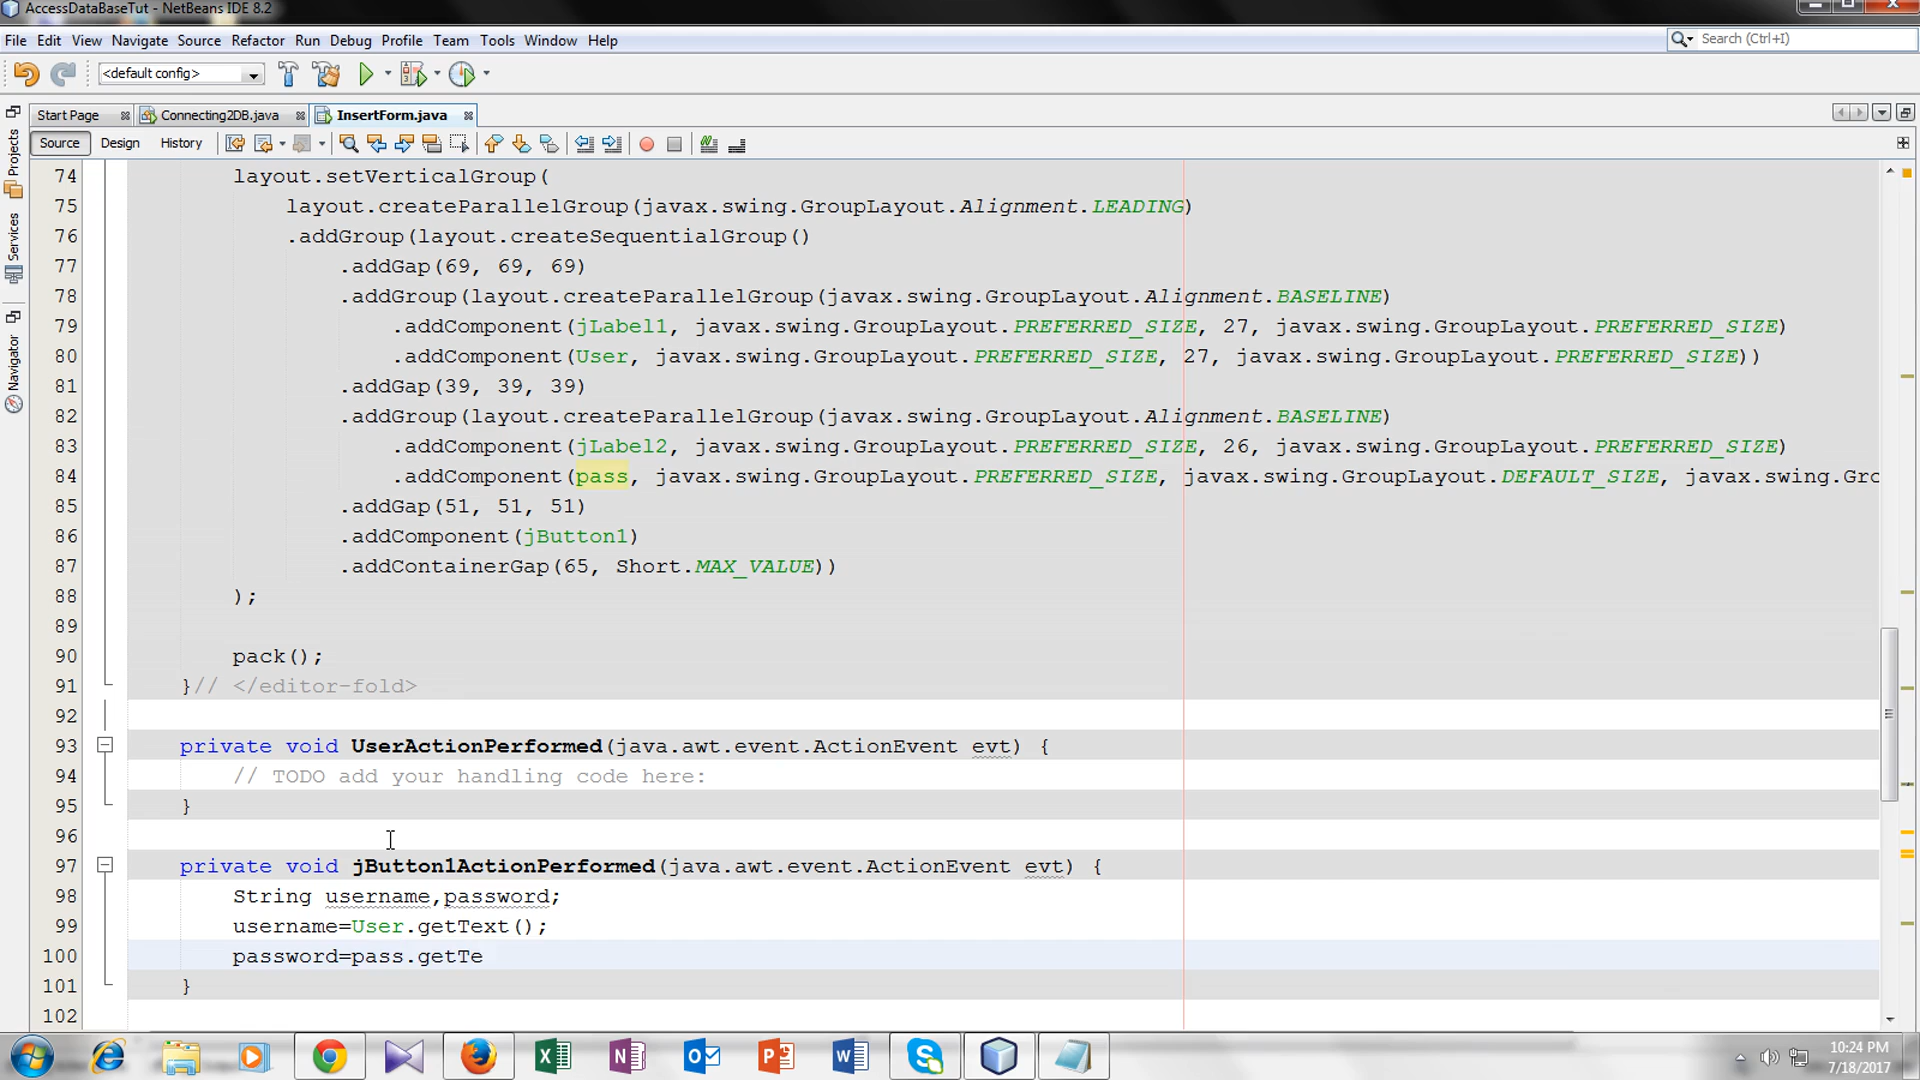 AccessDataBaseTut - NetBeans IDE 8.2
File Edit View Navigate Source Refactor Run Debug Profile Team Tools Window Help
Search (Ctrl+I)
<default config>
Start Page Connecting2DB.java InsertForm.java
Source Design History
Projects
Services
Navigator
74 layout.setVerticalGroup(
75 layout.createParallelGroup(javax.swing.GroupLayout.Alignment.LEADING)
76 .addGroup(layout.createSequentialGroup()
77 .addGap(69, 69, 69)
78 .addGroup(layout.createParallelGroup(javax.swing.GroupLayout.Alignment.BASELINE)
79 .addComponent(jLabel1, javax.swing.GroupLayout.PREFERRED_SIZE, 27, javax.swing.GroupLayout.PREFERRED_SIZE)
80 .addComponent(User, javax.swing.GroupLayout.PREFERRED_SIZE, 27, javax.swing.GroupLayout.PREFERRED_SIZE))
81 .addGap(39, 39, 39)
82 .addGroup(layout.createParallelGroup(javax.swing.GroupLayout.Alignment.BASELINE)
83 .addComponent(jLabel2, javax.swing.GroupLayout.PREFERRED_SIZE, 26, javax.swing.GroupLayout.PREFERRED_SIZE)
84 .addComponent(pass, javax.swing.GroupLayout.PREFERRED_SIZE, javax.swing.GroupLayout.DEFAULT_SIZE, javax.swing.Gro
85 .addGap(51, 51, 51)
86 .addComponent(jButton1)
87 .addContainerGap(65, Short.MAX_VALUE))
88 );
89
90 pack();
91 }// </editor-fold>
92
93 private void UserActionPerformed(java.awt.event.ActionEvent evt) {
94 // TODO add your handling code here:
95 }
96
97 private void jButton1ActionPerformed(java.awt.event.ActionEvent evt) {
98 String username,password;
99 username=User.getText();
100 password=pass.getTe
101 }
102
10:24 PM
7/18/2017